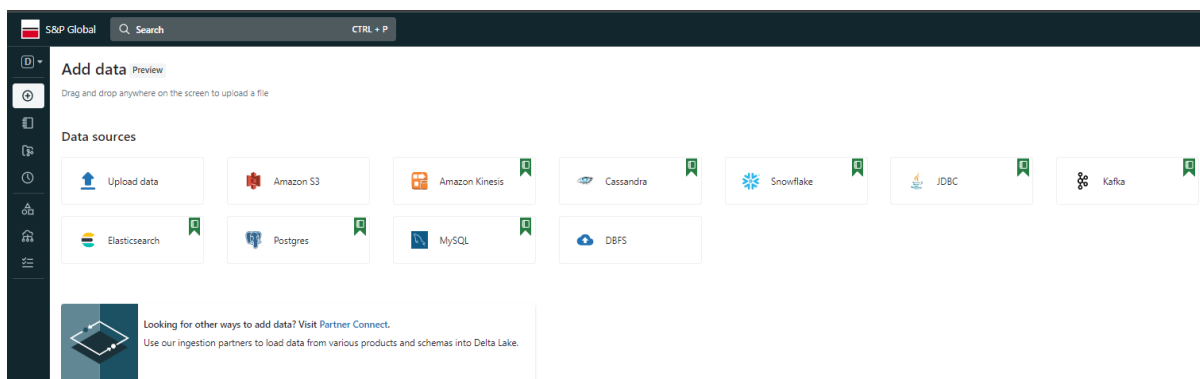 S&P Global Search CTRL + P
D
Add data Preview
Drag and drop anywhere on the screen to upload a file
Data sources
Upload data Amazon S3 Amazon Kinesis Cassandra Snowflake JDBC Kafka
Elasticsearch Postgres MySQL DBFS
Looking for other ways to add data? Visit Partner Connect.
Use our ingestion partners to load data from various products and schemas into Delta Lake.